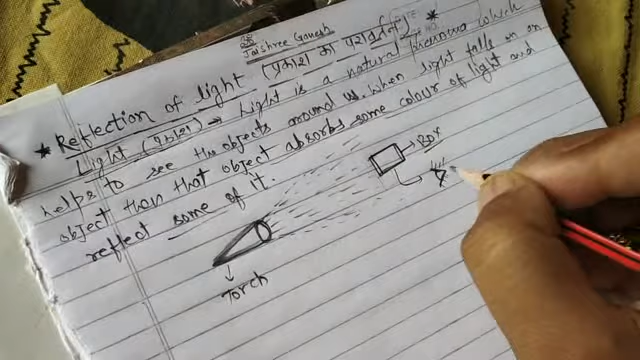 Jaishree Ganesh
* Reflection of light (प्रकाश का परावर्तन) *
Light (प्रकाश) → Light is a natural which
helps to see the objects around us. When light falls on an
object than that object absorbs some colour of light and
reflect some of it.
Box
Torch